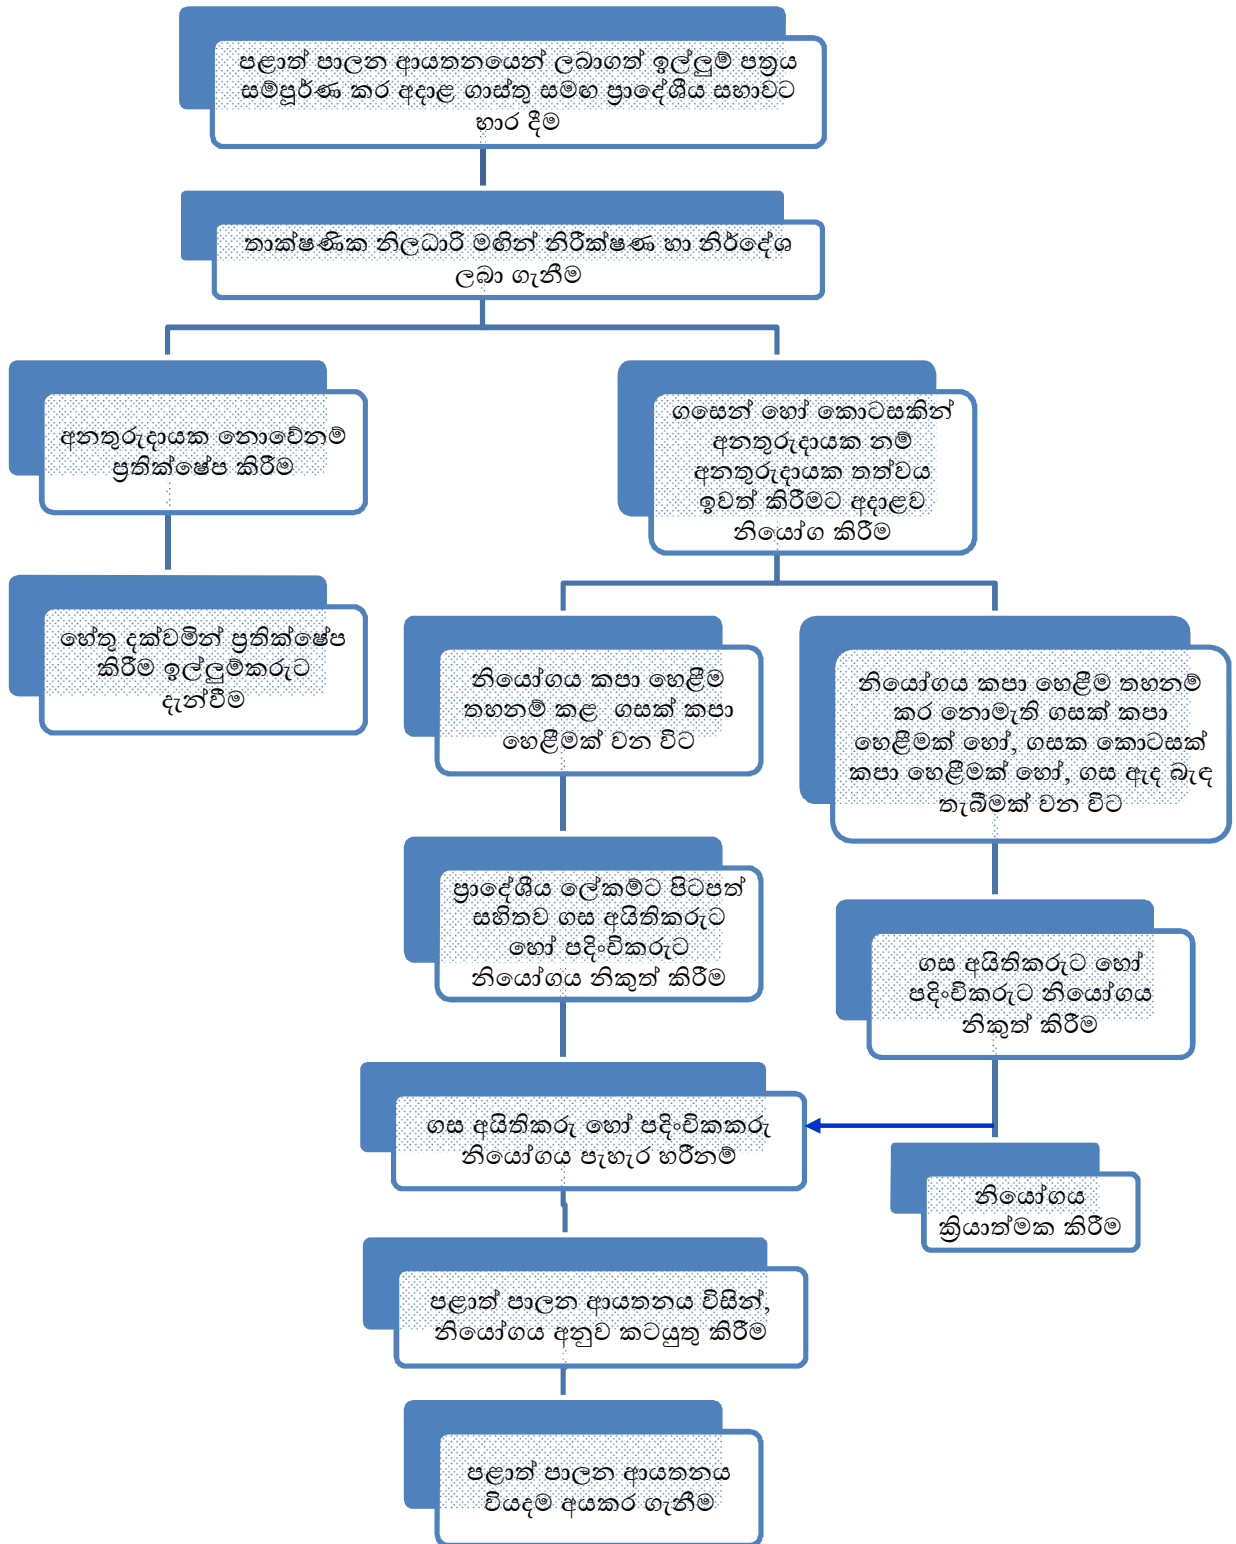 පළාත් පාලන ආයතනයෙන් ලබාගත් ඉල්ලුම් පත්‍රය
සම්පූර්ණ කර අදාළ ගාස්තු සමඟ ප්‍රාදේශීය සභාවට
භාර දීම
තාක්ෂණික නිලධාරි මඟින් නිරීක්ෂණ හා නිර්දේශ
ලබා ගැනීම
අනතුරුදායක නොවේනම්
ප්‍රතික්ෂේප කිරීම
ගසෙන් හෝ කොටසකින්
අනතුරුදායක නම්
අනතුරුදායක තත්වය
ඉවත් කිරීමට අදාළව
නියෝග කිරීම
හේතු දක්වමින් ප්‍රතික්ෂේප
කිරීම ඉල්ලුම්කරුට
දැන්වීම
නියෝගය කපා හෙළීම
තහනම් කළ ගසක් කපා
හෙළීමක් වන විට
නියෝගය කපා හෙළීම තහනම්
කර නොමැති ගසක් කපා
හෙළීමක් හෝ, ගසක කොටසක්
කපා හෙළීමක් හෝ, ගස ඇද බැඳ
තැබීමක් වන විට
ප්‍රාදේශීය ලේකම්ට පිටපත්
සහිතව ගස අයිතිකරුට
හෝ පදිංචිකරුට
නියෝගය නිකුත් කිරීම
ගස අයිතිකරුට හෝ
පදිංචිකරුට නියෝගය
නිකුත් කිරීම
ගස අයිතිකරු හෝ පදිංචිකකරු
නියෝගය පැහැර හරීනම්
නියෝගය
ක්‍රියාත්මක කිරීම
පළාත් පාලන ආයතනය විසින්,
නියෝගය අනුව කටයුතු කිරීම
පළාත් පාලන ආයතනය
වියදම අයකර ගැනීම